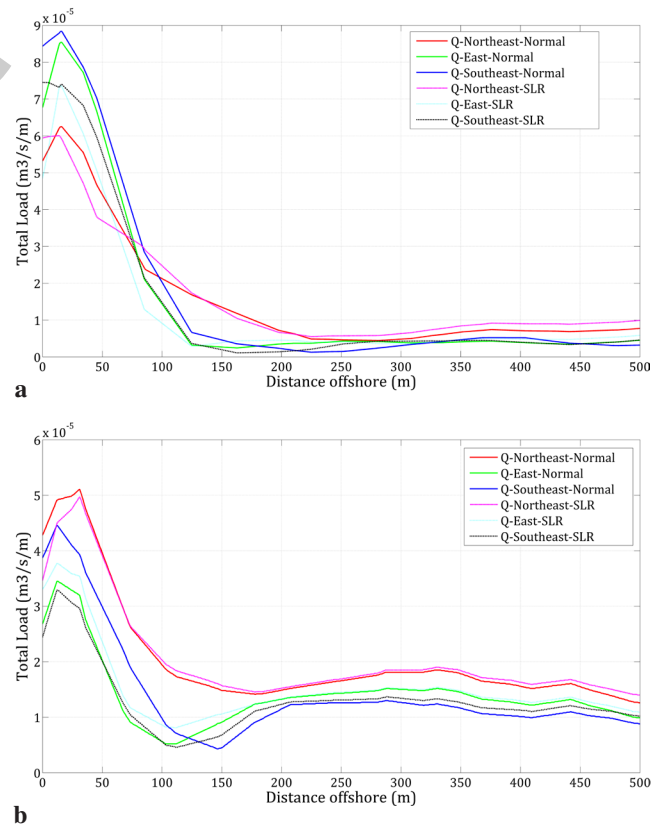 x 10⁻⁵
9
8
7
6
5
4
3
2
1
0
Total Load (m3/s/m)
Q-Northeast-Normal
Q-East-Normal
Q-Southeast-Normal
Q-Northeast-SLR
Q-East-SLR
Q-Southeast-SLR
0 50 100 150 200 250 300 350 400 450 500
Distance offshore (m)
a
x 10⁻⁵
6
5
4
3
2
1
0
Total Load (m3/s/m)
Q-Northeast-Normal
Q-East-Normal
Q-Southeast-Normal
Q-Northeast-SLR
Q-East-SLR
Q-Southeast-SLR
0 50 100 150 200 250 300 350 400 450 500
Distance offshore (m)
b